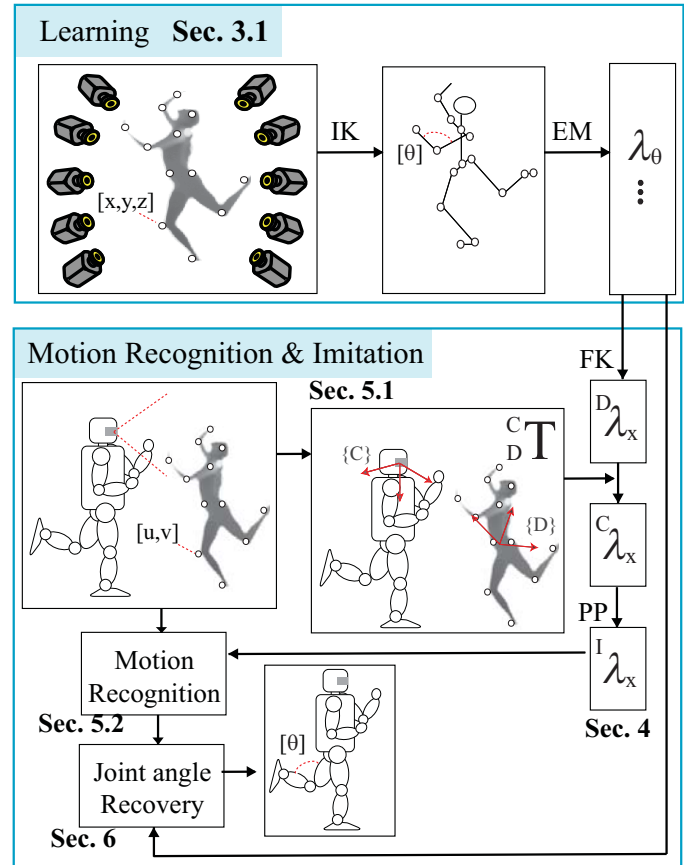 Learning Sec. 3.1
[x,y,z]
IK
[θ]
EM
λθ
⋮
Motion Recognition & Imitation
Sec. 5.1
FK
[u,v]
{C}
{D}
C
D T
D λx
C λx
PP
I λx
Sec. 4
Motion
Recognition
Sec. 5.2
Joint angle
Recovery
Sec. 6
[θ]